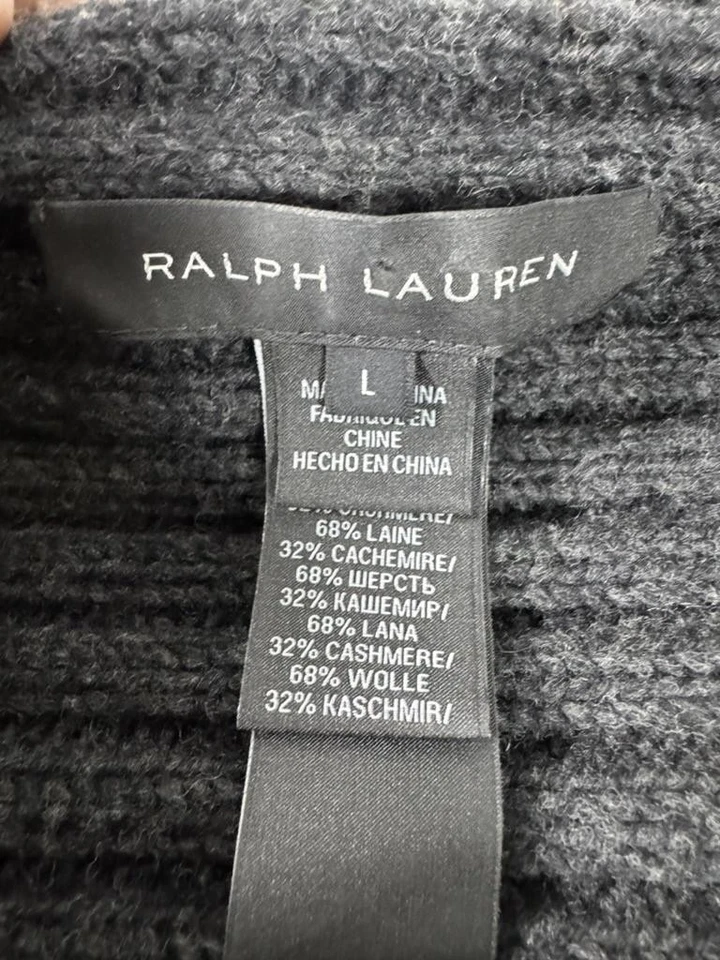 RALPH LAUREN
L
CHINE
HECHO EN CHINA
68% LAINE
32% CACHEMIRE/
68% ШЕРСТЬ
32% КАШЕМИР/
68% LANA
32% CASHMERE/
68% WOLLE
32% KASCHMIR/